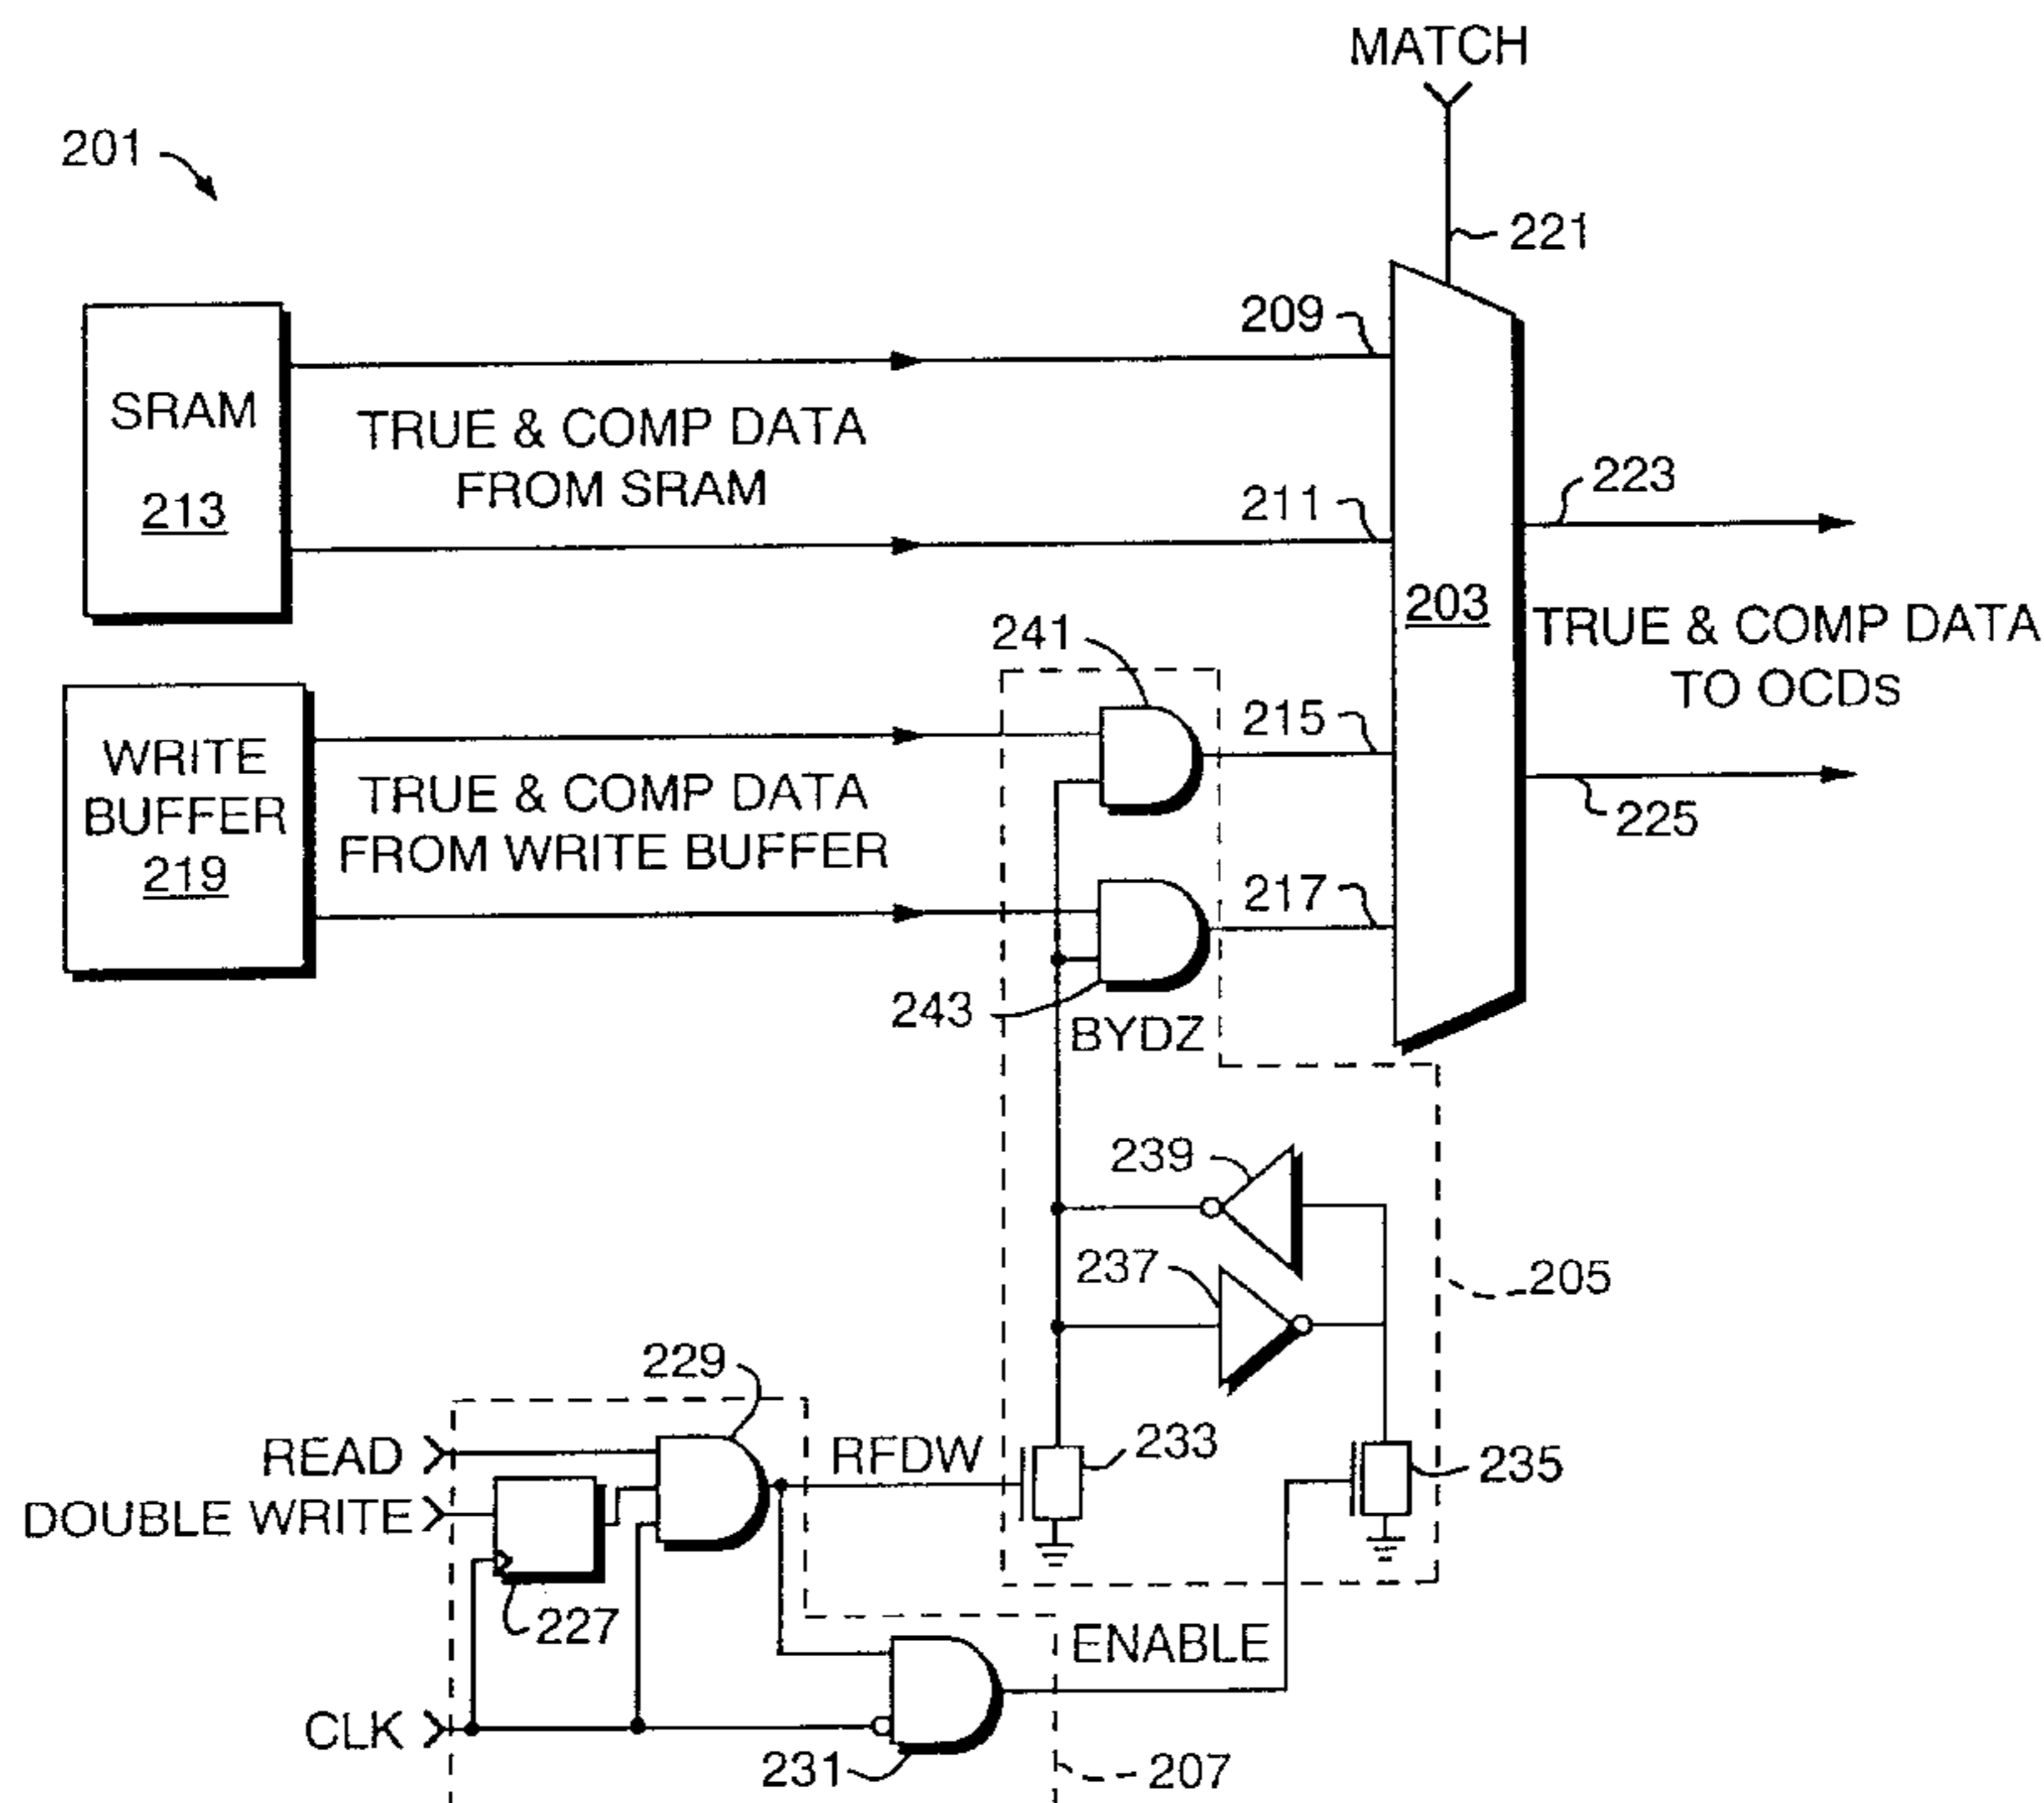 MATCH
201
221
209
SRAM
213
TRUE & COMP DATA
FROM SRAM
211
223
203
TRUE & COMP DATA
TO OCDs
241
WRITE
BUFFER
219
TRUE & COMP DATA
FROM WRITE BUFFER
215
225
217
243
BYDZ
239
237
205
229
READ
RFDW
233
235
DOUBLE WRITE
227
ENABLE
CLK
231
207